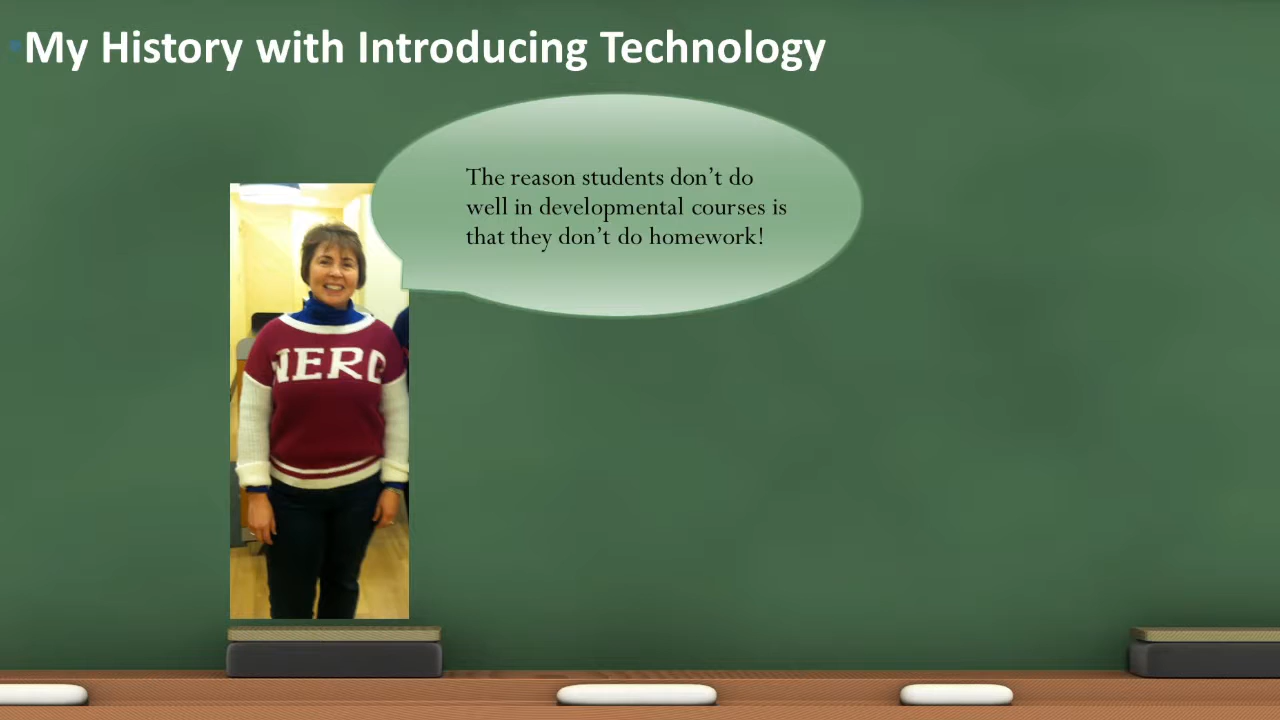 My History with Introducing Technology
The reason students don’t do
well in developmental courses is
that they don’t do homework!
NERD